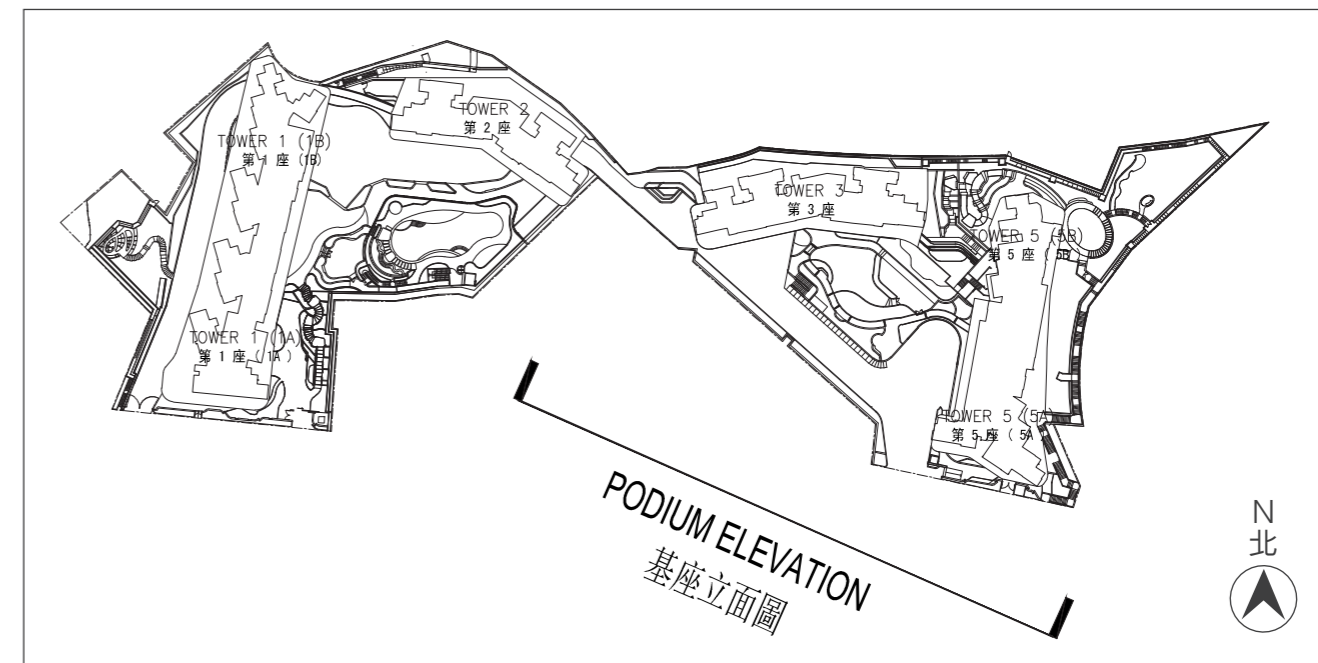 TOWER 1 (1B)
第 1 座 (1B)
TOWER 2
第 2 座
TOWER 3
第 3 座
TOWER 5 (5B)
第 5 座 ( 5B
TOWER 1 (1A)
第 1 座 ( 1A )
TOWER 5 (5A)
第 5 座 ( 5A )
PODIUM ELEVATION
基座立面圖
N
北